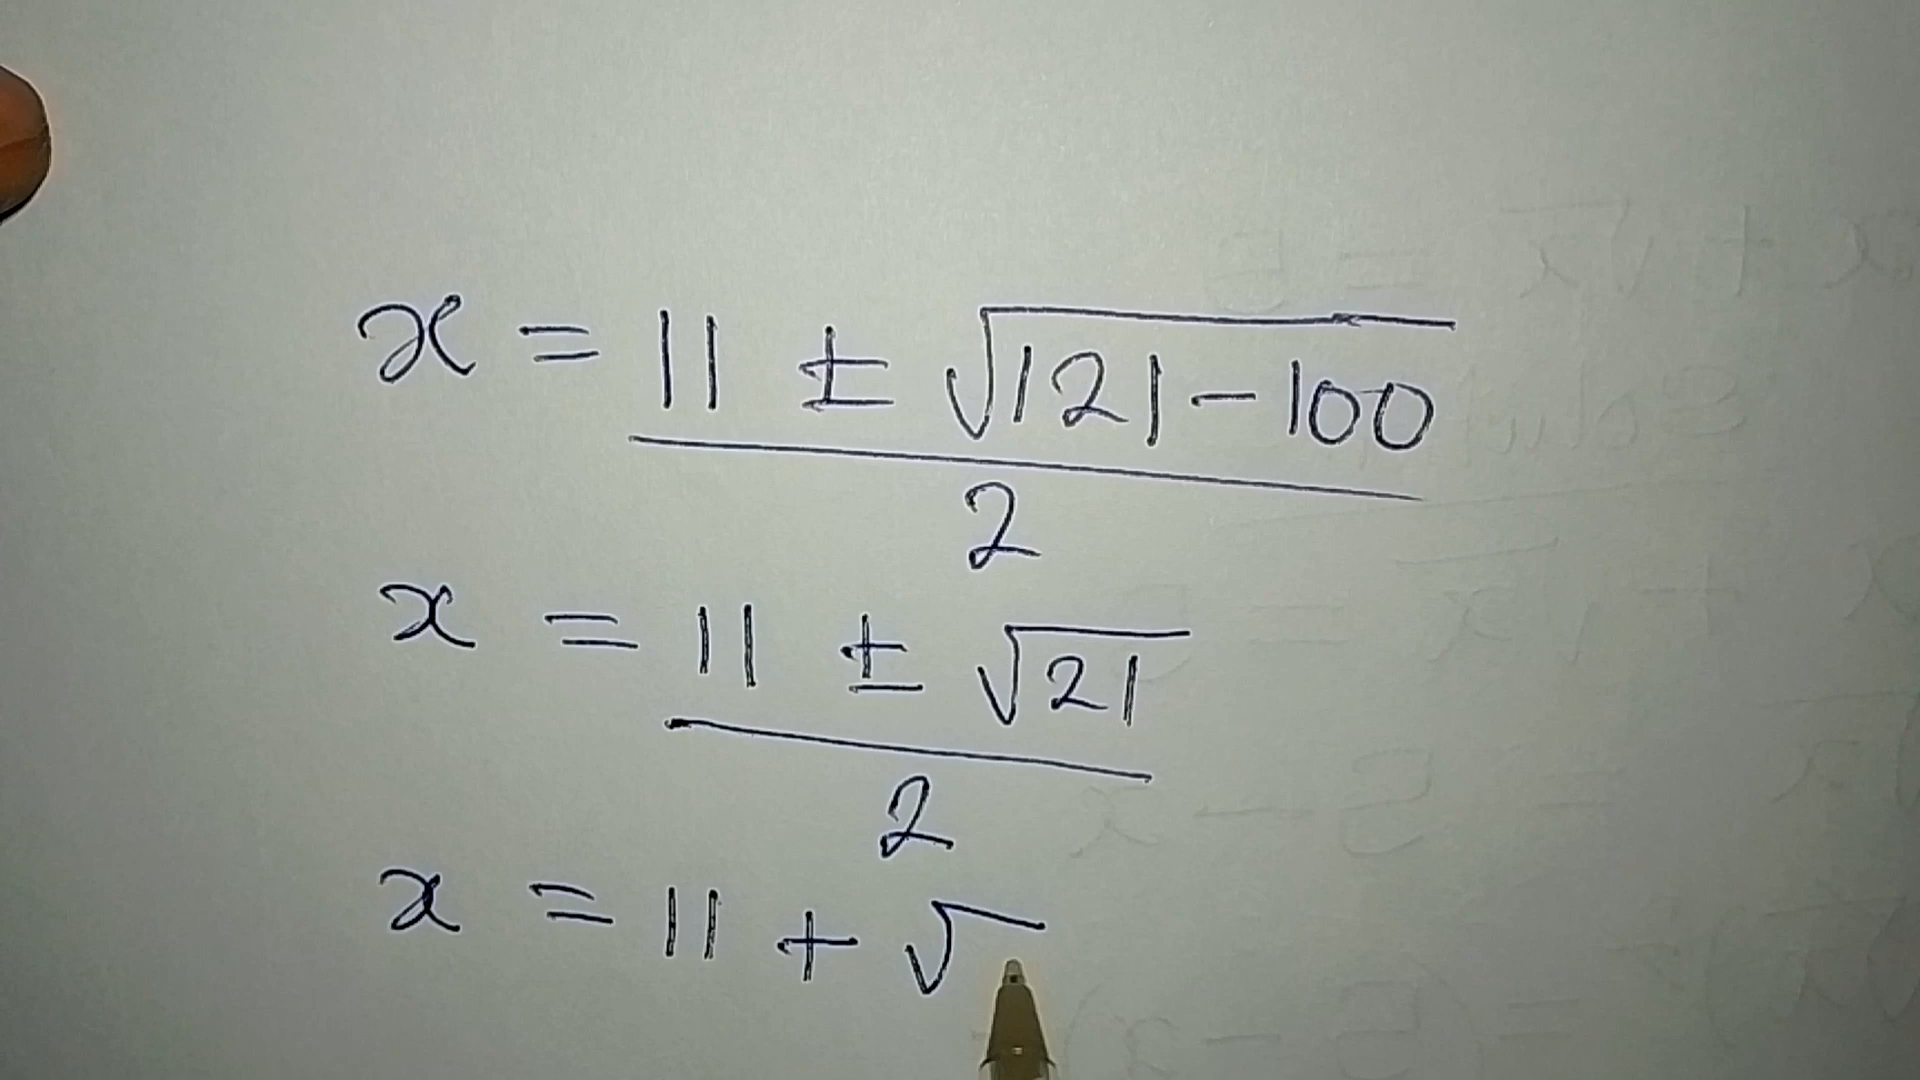 x = 11 ± √121-100 / 2
x = 11 ± √21 / 2
x = 11 + √